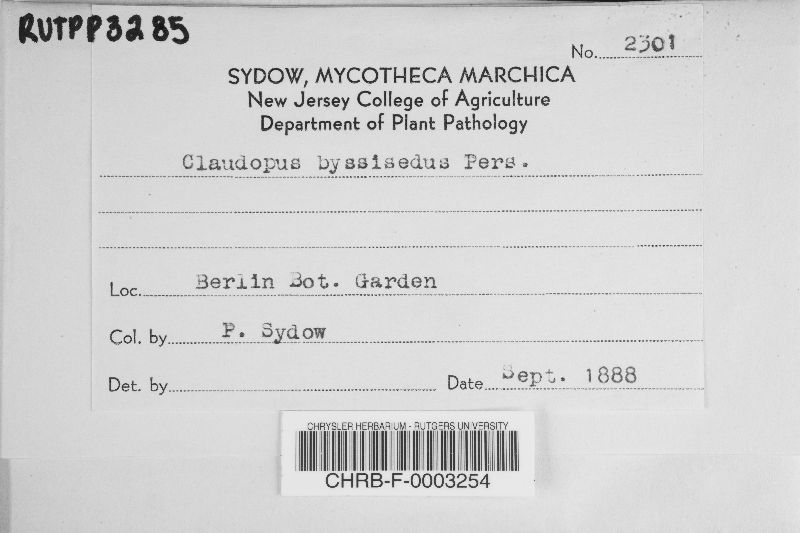 RUTPP3285
No. 2301
SYDOW, MYCOTHECA MARCHICA
New Jersey College of Agriculture
Department of Plant Pathology
Claudopus byssisedus Pers.
Loc. Berlin Bot. Garden
Col. by P. Sydow
Det. by Date Sept. 1888
CHRYSLER HERBARIUM - RUTGERS UNIVERSITY
CHRB-F-0003254